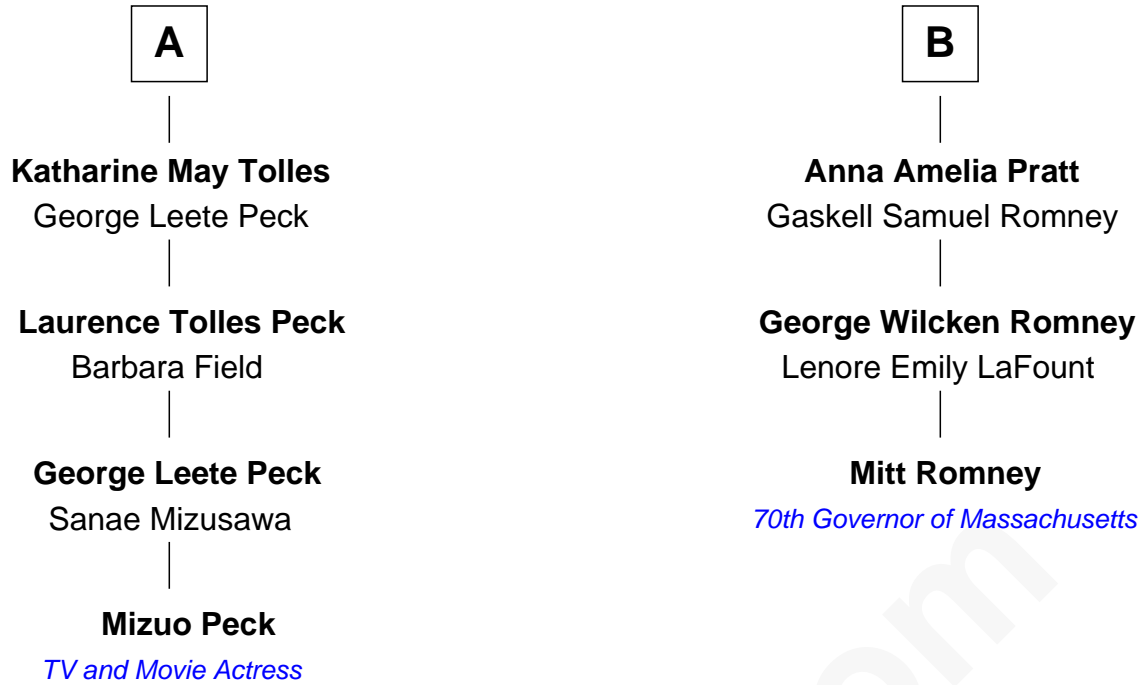 A
Katharine May Tolles
George Leete Peck
Laurence Tolles Peck
Barbara Field
George Leete Peck
Sanae Mizusawa
Mizuo Peck
TV and Movie Actress
B
Anna Amelia Pratt
Gaskell Samuel Romney
George Wilcken Romney
Lenore Emily LaFount
Mitt Romney
70th Governor of Massachusetts
om